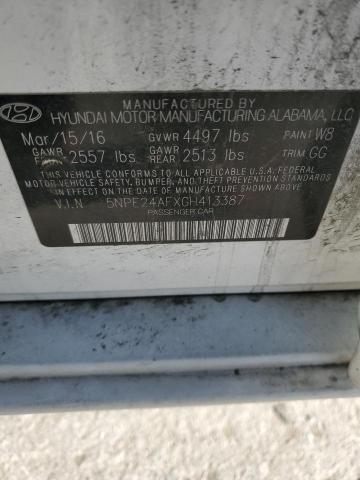 MANUFACTURED BY
HYUNDAI MOTOR MANUFACTURING ALABAMA, LLC
Mar/15/16 GVWR 4497 lbs PAINT W8
GAWR 2557 lbs GAWR REAR 2513 lbs TRIM GG
THIS VEHICLE CONFORMS TO ALL APPLICABLE U.S.A. FEDERAL
MOTOR VEHICLE SAFETY, BUMPER, AND THEFT PREVENTION
STANDARDS IN EFFECT ON THE DATE OF MANUFACTURE
SHOWN ABOVE.
V.I.N 5NPE24AFXGH413387
PASSENGER CAR